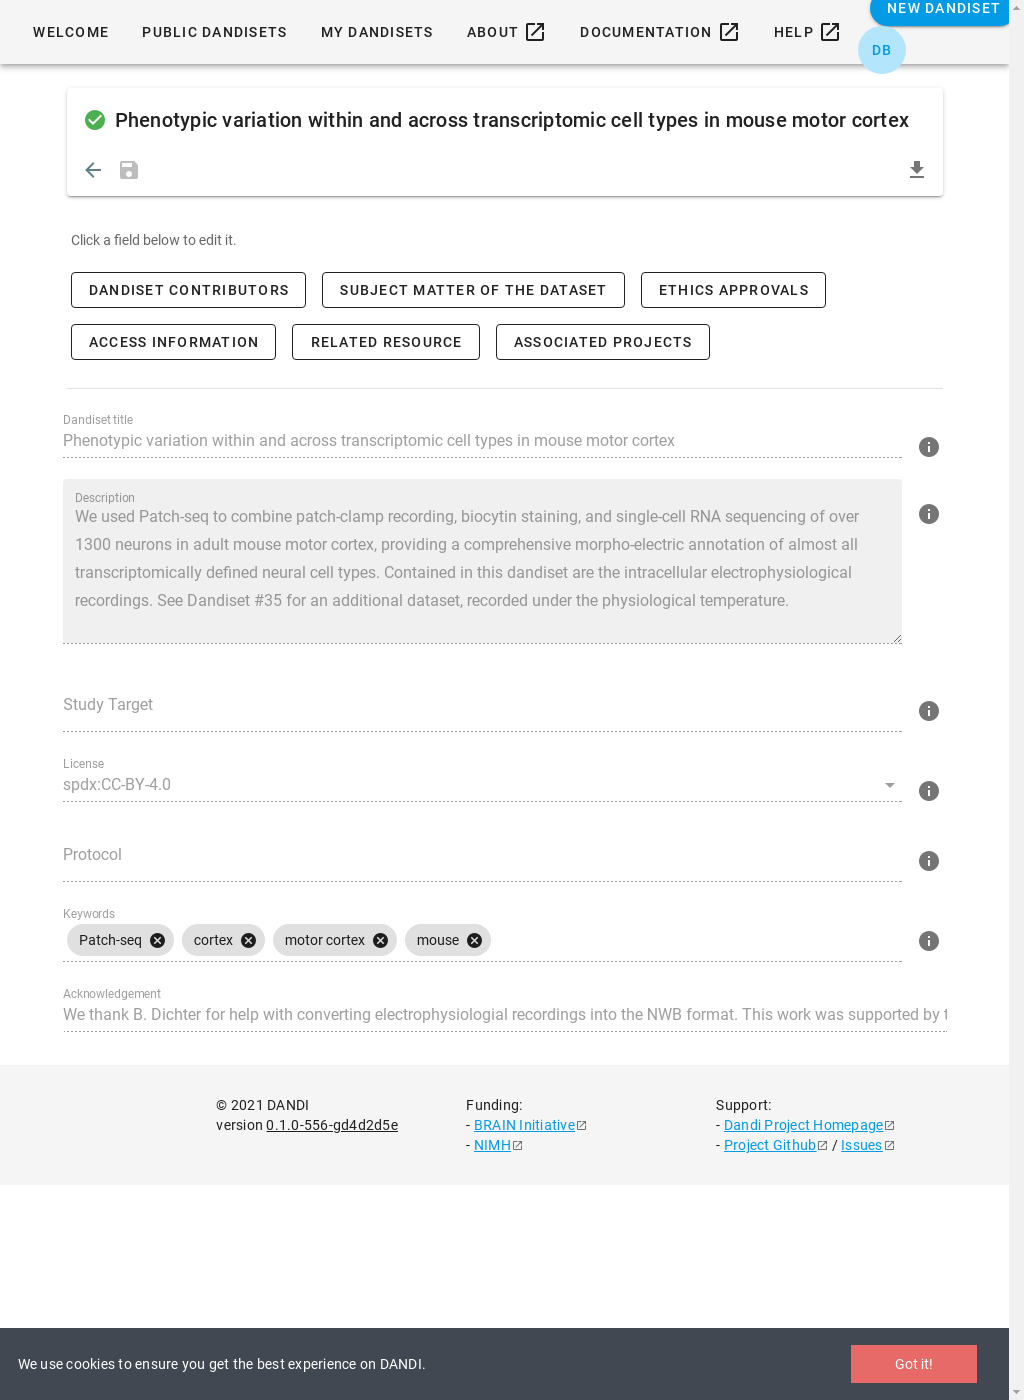 WELCOME PUBLIC DANDISETS MY DANDISETS ABOUT DOCUMENTATION HELP NEW DANDISET
DB
Phenotypic variation within and across transcriptomic cell types in mouse motor cortex
Click a field below to edit it.
DANDISET CONTRIBUTORS SUBJECT MATTER OF THE DATASET ETHICS APPROVALS
ACCESS INFORMATION RELATED RESOURCE ASSOCIATED PROJECTS
Dandiset title
Phenotypic variation within and across transcriptomic cell types in mouse motor cortex
Description
We used Patch-seq to combine patch-clamp recording, biocytin staining, and single-cell RNA sequencing of over
1300 neurons in adult mouse motor cortex, providing a comprehensive morpho-electric annotation of almost all
transcriptomically defined neural cell types. Contained in this dandiset are the intracellular electrophysiological
recordings. See Dandiset #35 for an additional dataset, recorded under the physiological temperature.
Study Target
License
spdx:CC-BY-4.0
Protocol
Keywords
Patch-seq cortex motor cortex mouse
Acknowledgement
We thank B. Dichter for help with converting electrophysiologial recordings into the NWB format. This work was supported by t
© 2021 DANDI
version 0.1.0-556-gd4d2d5e
Funding:
- BRAIN Initiative
- NIMH
Support:
- Dandi Project Homepage
- Project Github / Issues
We use cookies to ensure you get the best experience on DANDI.
Got it!